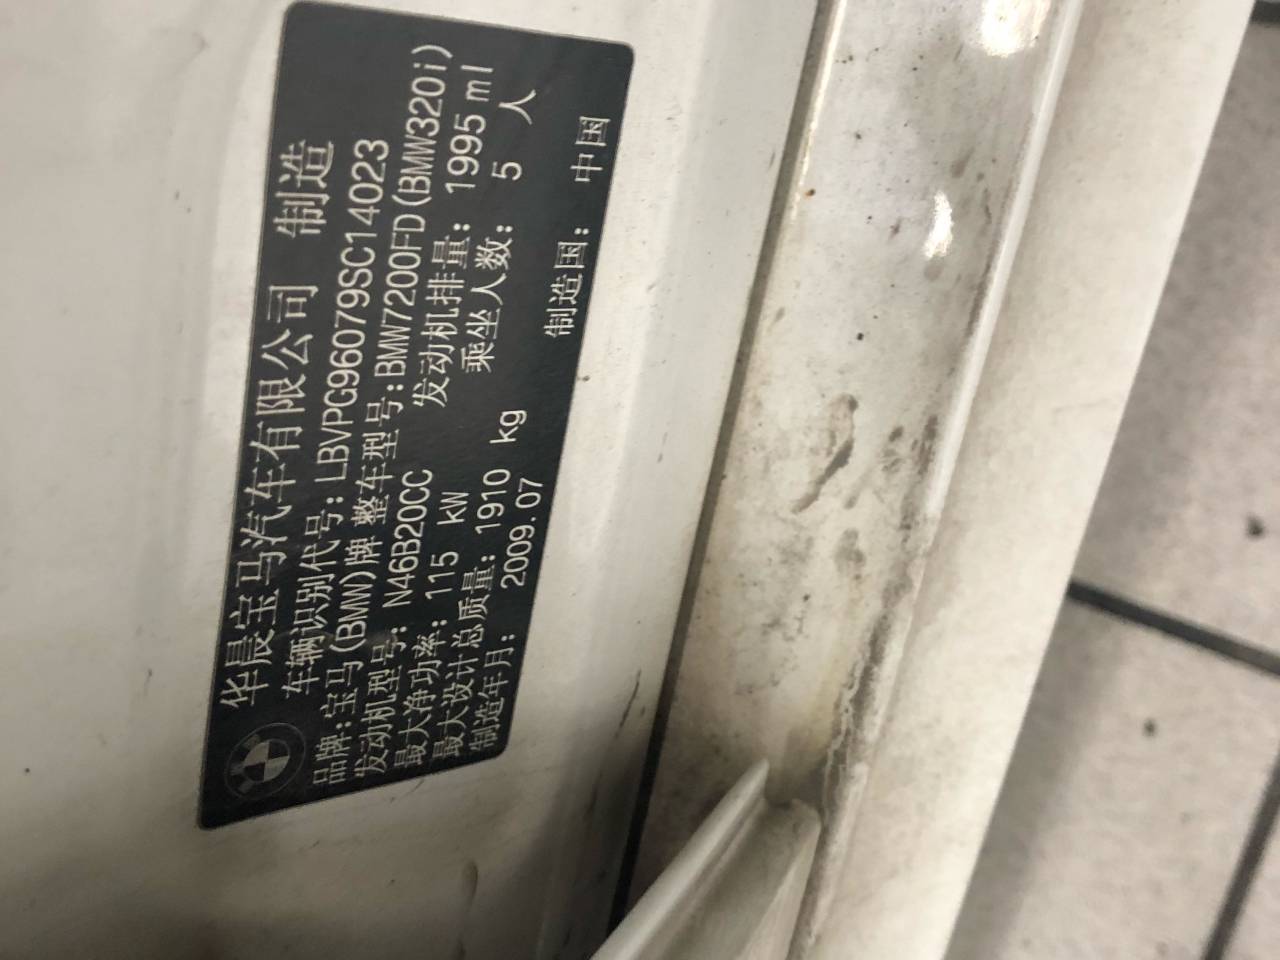 华晨宝马汽车有限公司 制造
车辆识别代号: LBVPG96079SC14023
品牌:宝马(BMW)牌 整车型号:BMW7200FD(BMW320i)
发动机型号: N46B20CC 发动机排量: 1995 ml
最大净功率: 115 kW 乘坐人数: 5 人
最大设计总质量: 1910 kg
制造年月: 2009.07 制造国: 中国